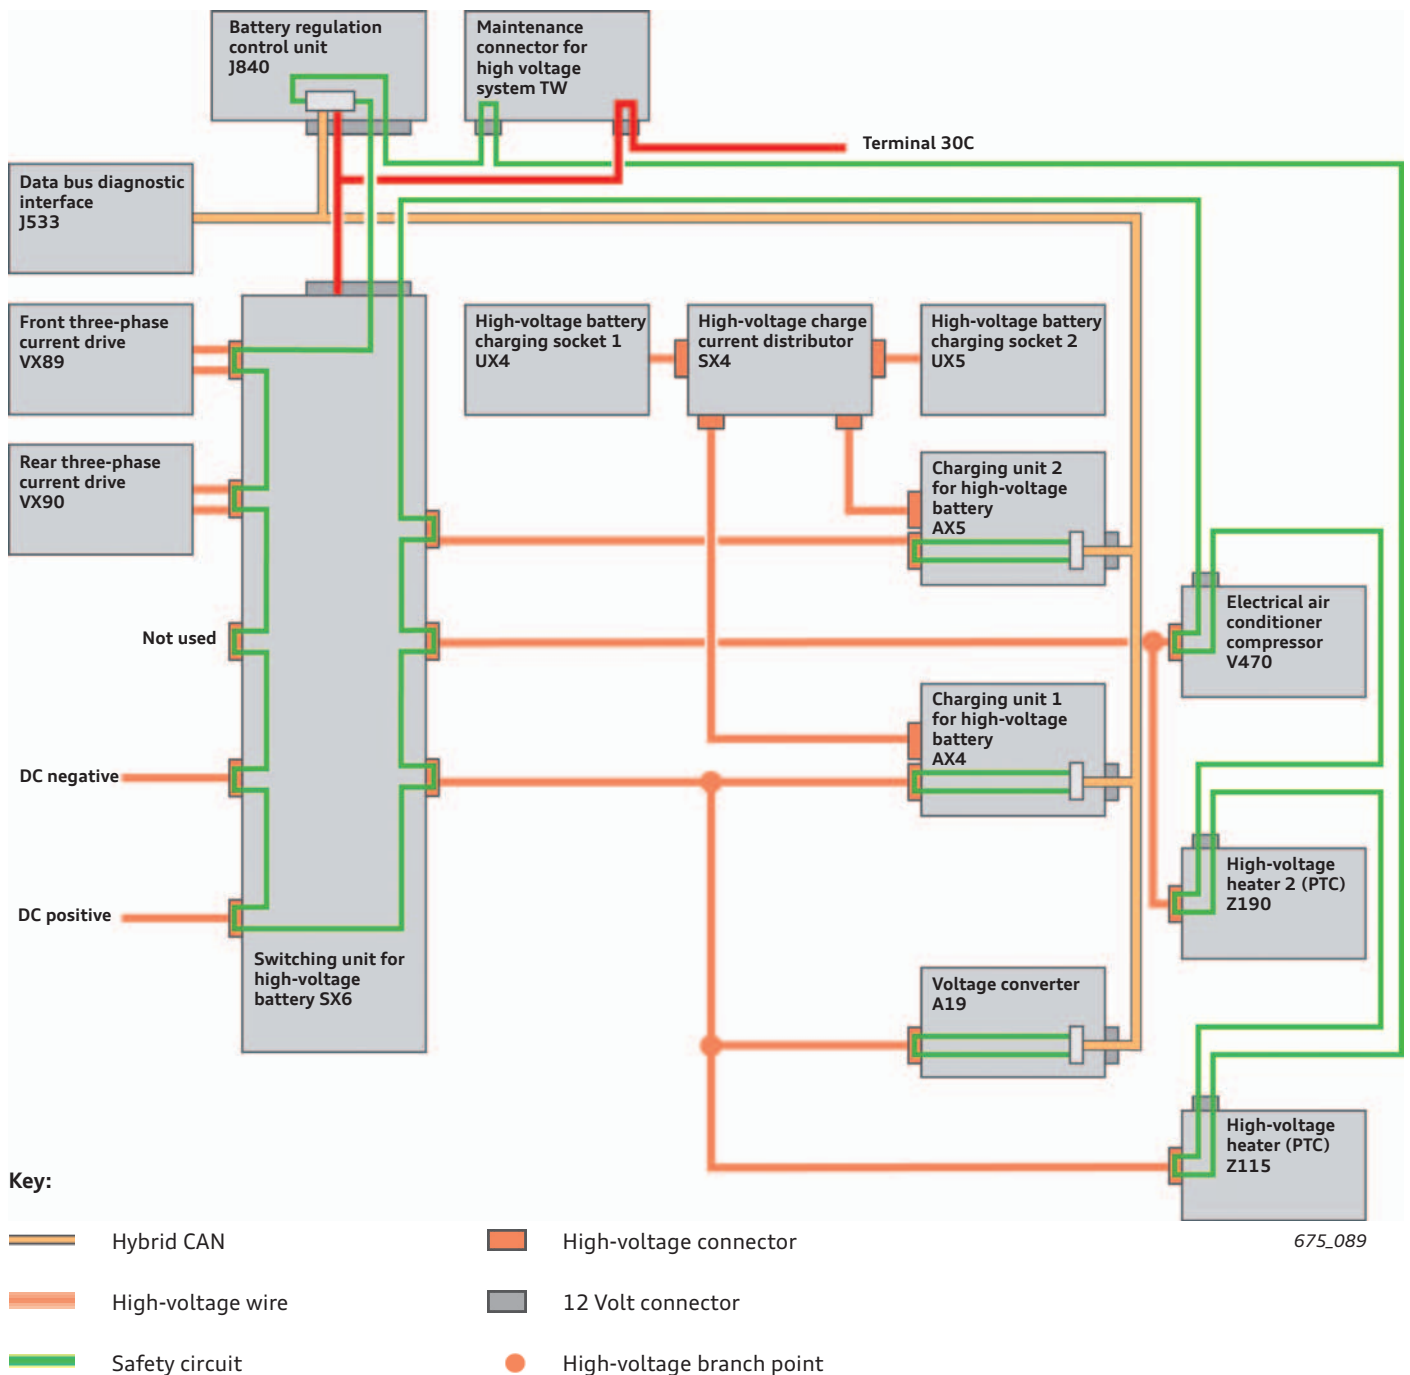 Battery regulation
control unit
J840
Maintenance
connector for
high voltage
system TW
Terminal 30C
Data bus diagnostic
interface
J533
Front three-phase
current drive
VX89
High-voltage battery
charging socket 1
UX4
High-voltage charge
current distributor
SX4
High-voltage battery
charging socket 2
UX5
Rear three-phase
current drive
VX90
Charging unit 2
for high-voltage
battery
AX5
Not used
Electrical air
conditioner
compressor
V470
Charging unit 1
for high-voltage
battery
AX4
DC negative
High-voltage
heater 2 (PTC)
Z190
DC positive
Switching unit for
high-voltage
battery SX6
Voltage converter
A19
High-voltage
heater (PTC)
Z115
Key:
Hybrid CAN
High-voltage connector
675_089
High-voltage wire
12 Volt connector
Safety circuit
High-voltage branch point